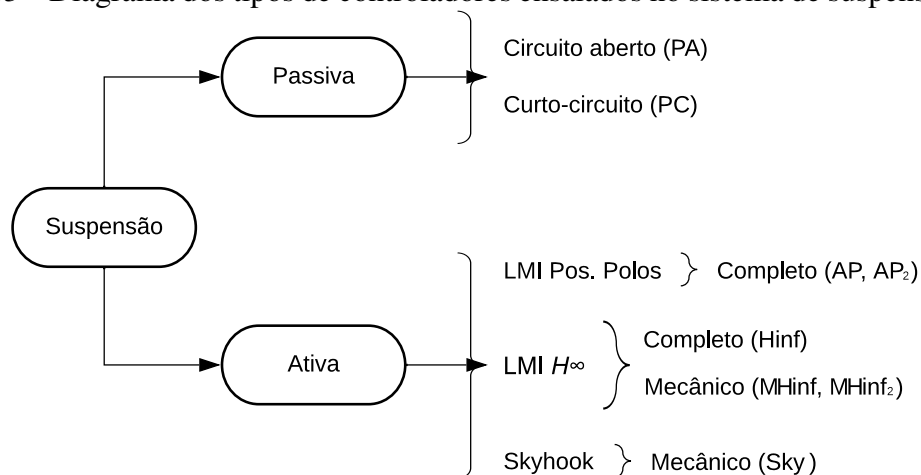 Diagrama dos tipos de controladores ensaiados no sistema de
Passiva
Circuito aberto (PA)
Curto-circuito (PC)
Suspensão
Ativa
LMI Pos. Polos
Completo (AP, AP₂)
LMI H∞
Completo (Hinf)
Mecânico (MHinf, MHinf₂)
Skyhook
Mecânico (Sky)